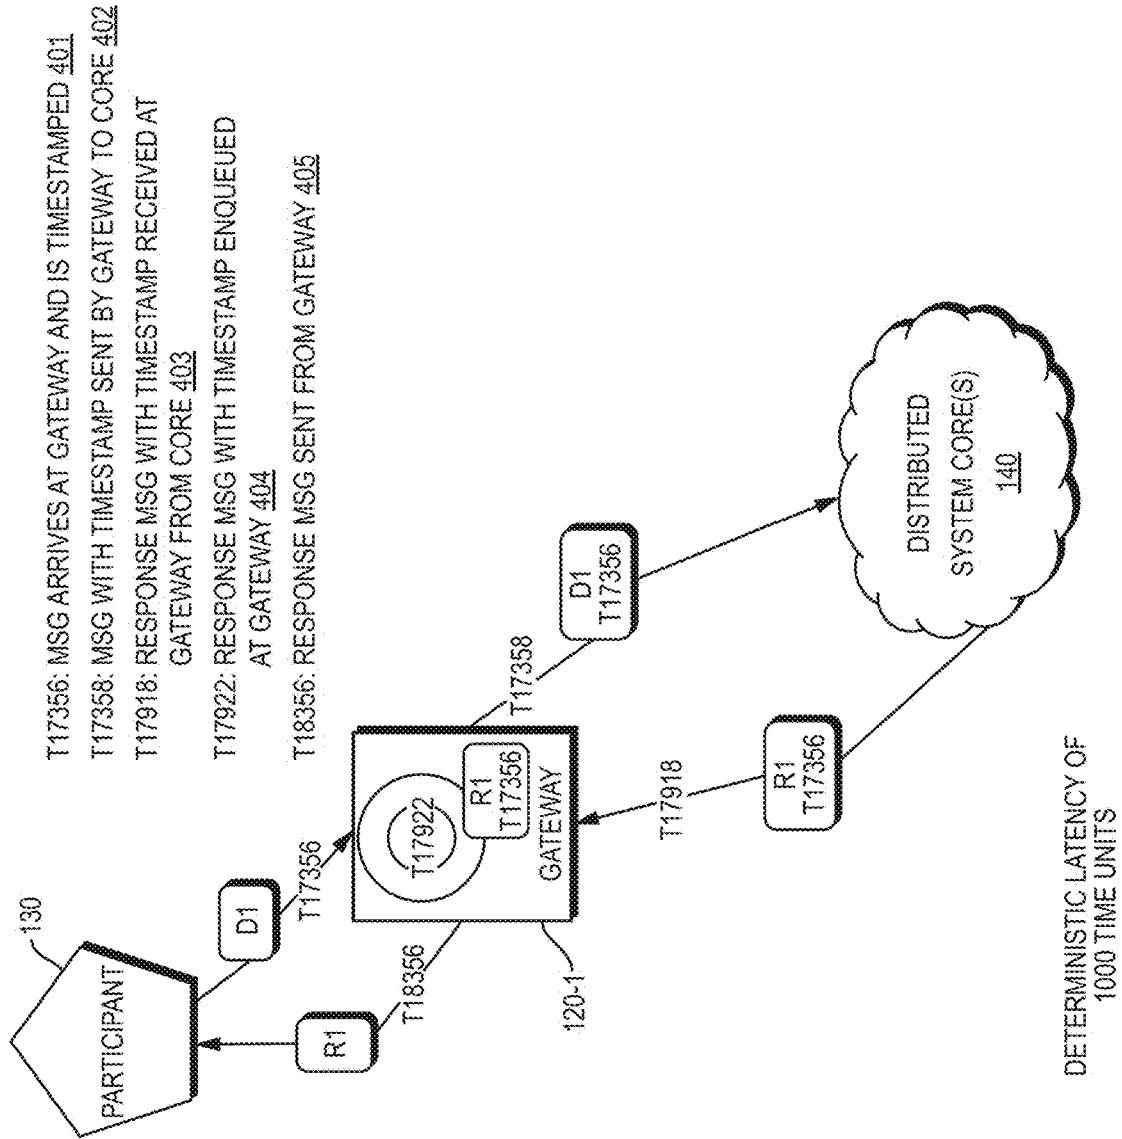 T17356: MSG ARRIVES AT GATEWAY AND IS TIMESTAMPED 401
T17358: MSG WITH TIMESTAMP SENT BY GATEWAY TO CORE 402
T17918: RESPONSE MSG WITH TIMESTAMP RECEIVED AT
GATEWAY FROM CORE 403
T17922: RESPONSE MSG WITH TIMESTAMP ENQUEUED
AT GATEWAY 404
T18356: RESPONSE MSG SENT FROM GATEWAY 405
130
PARTICIPANT
D1
T17356
R1
T18356
T17922
R1
T17356
GATEWAY
120-1
T17358
D1
T17356
T17918
R1
T17356
DISTRIBUTED
SYSTEM CORE(S)
140
DETERMINISTIC LATENCY OF
1000 TIME UNITS